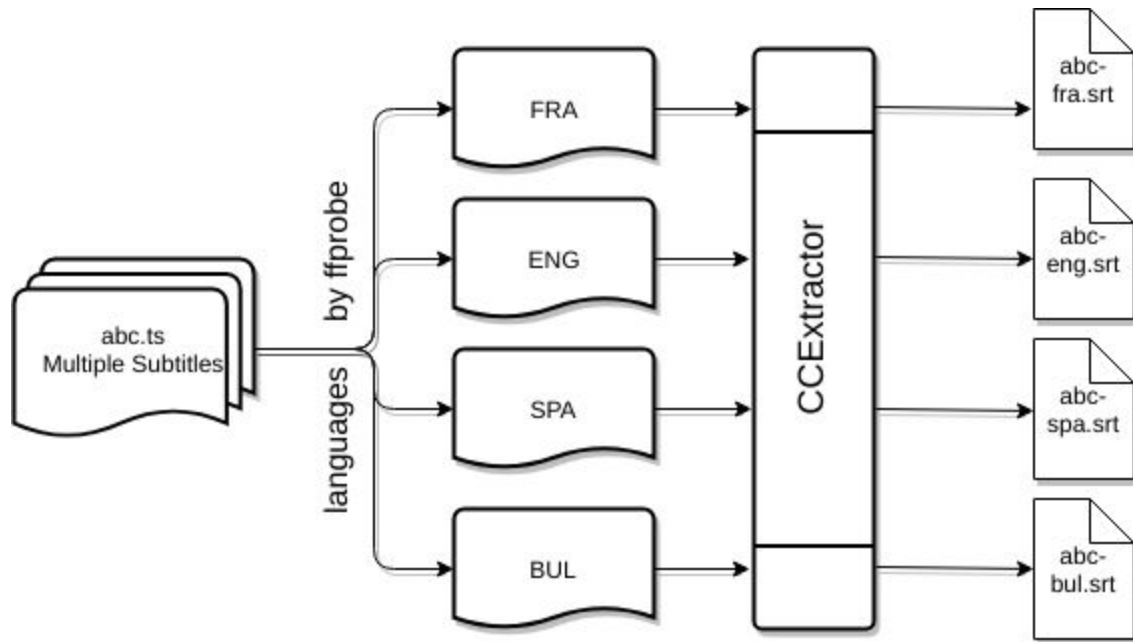 abc.ts
Multiple Subtitles
languages by ffprobe
FRA
ENG
SPA
BUL
CCExtractor
abc-
fra.srt
abc-
eng.srt
abc-
spa.srt
abc-
bul.srt